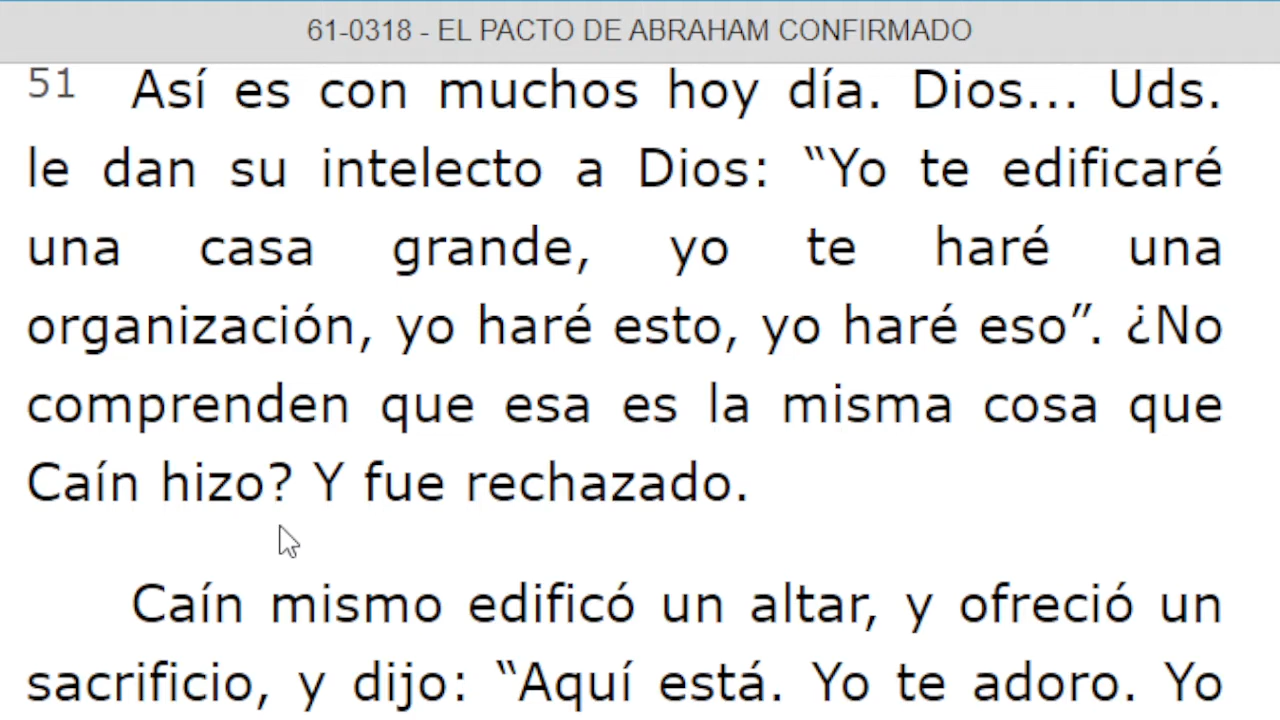 61-0318 - EL PACTO DE ABRAHAM CONFIRMADO
51 Así es con muchos hoy día. Dios... Uds.
le dan su intelecto a Dios: “Yo te edificaré
una casa grande, yo te haré una
organización, yo haré esto, yo haré eso”. ¿No
comprenden que esa es la misma cosa que
Caín hizo? Y fue rechazado.
Caín mismo edificó un altar, y ofreció un
sacrificio, y dijo: “Aquí está. Yo te adoro. Yo